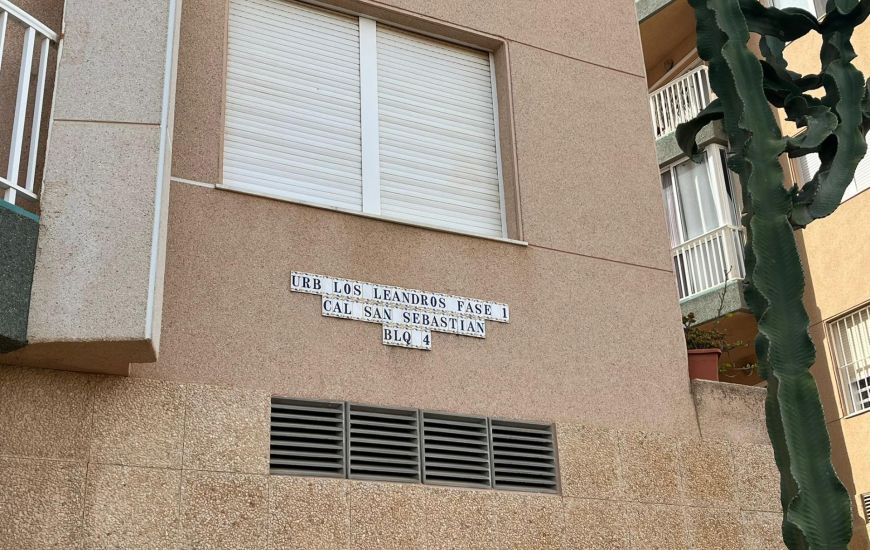 URB LOS LEANDROS FASE 1
CAL SAN SEBASTIAN
BLQ 4